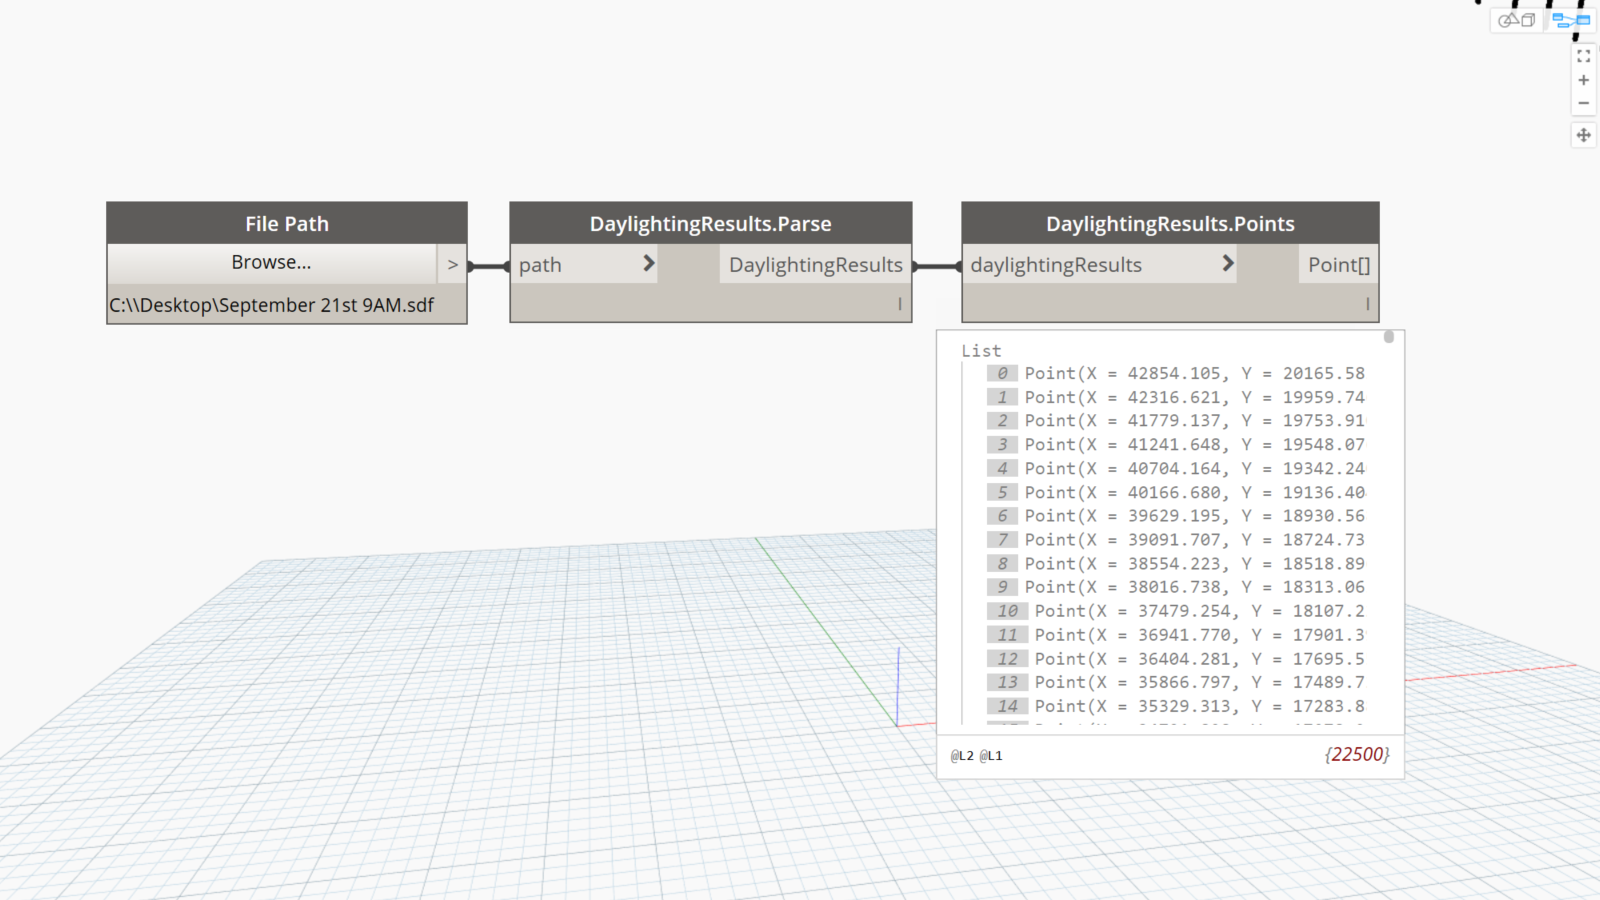 File Path
Browse...
>
C:\\Desktop\September 21st 9AM.sdf
DaylightingResults.Parse
path
DaylightingResults
l
DaylightingResults.Points
daylightingResults
Point[]
l
List
0 Point(X = 42854.105, Y = 20165.58
1 Point(X = 42316.621, Y = 19959.74
2 Point(X = 41779.137, Y = 19753.91
3 Point(X = 41241.648, Y = 19548.07
4 Point(X = 40704.164, Y = 19342.24
5 Point(X = 40166.680, Y = 19136.40
6 Point(X = 39629.195, Y = 18930.56
7 Point(X = 39091.707, Y = 18724.73
8 Point(X = 38554.223, Y = 18518.89
9 Point(X = 38016.738, Y = 18313.06
10 Point(X = 37479.254, Y = 18107.2
11 Point(X = 36941.770, Y = 17901.3
12 Point(X = 36404.281, Y = 17695.5
13 Point(X = 35866.797, Y = 17489.7
14 Point(X = 35329.313, Y = 17283.8
@L2 @L1
{22500}